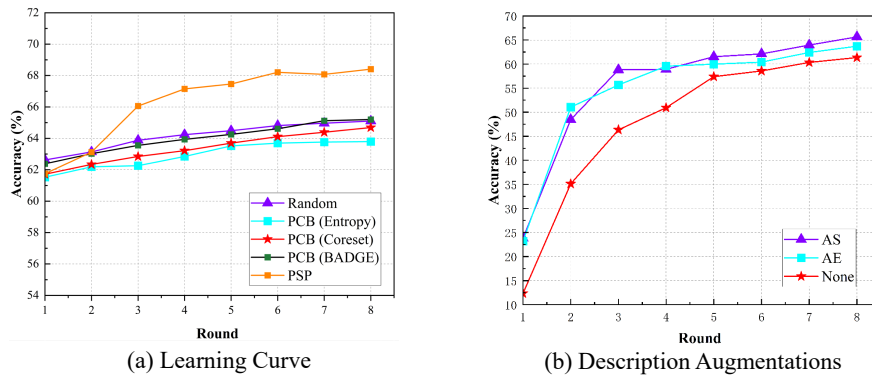 72
70
68
66
64
62
60
58
56
54
Accuracy (%)
Random
PCB (Entropy)
PCB (Coreset)
PCB (BADGE)
PSP
1 2 3 4 5 6 7 8
Round
(a) Learning Curve
70
65
60
55
50
45
40
35
30
25
20
15
10
Accuracy (%)
AS
AE
None
1 2 3 4 5 6 7 8
Round
(b) Description Augmentations